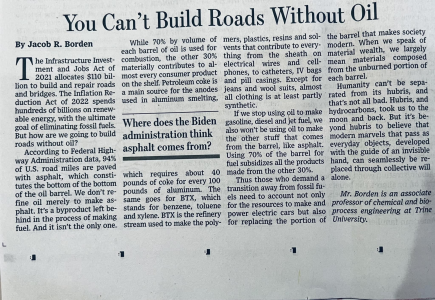 You Can't Build Roads Without Oil
By Jacob R. Borden
The Infrastructure Invest-
ment and Jobs Act of
2021 allocates $110 bil-
lion to build and repair roads
and bridges. The Inflation Re-
duction Act of 2022 spends
hundreds of billions on renew-
able energy, with the ultimate
goal of eliminating fossil fuels.
But how are we going to build
roads without oil?
According to Federal High-
way Administration data, 94%
of U.S. road miles are paved
with asphalt, which consti-
tutes the bottom of the bottom
of the oil barrel. We don't re-
fine oil merely to make as-
phalt. It's a byproduct left be-
hind in the process of making
fuel. And it isn't the only one.
While 70% by volume of
each barrel of oil is used for
combustion, the other 30%
materially contributes to al-
most every consumer product
on the shelf. Petroleum coke is
a main source for the anodes
used in aluminum smelting,
Where does the Biden
administration think
asphalt comes from?
which requires about 40
pounds of coke for every 100
pounds of aluminum. The
same goes for BTX, which
stands for benzene, toluene
and xylene. BTX is the refinery
stream used to make the poly-
mers, plastics, resins and sol-
vents that contribute to every-
thing from the sheath on
electrical wires and cell-
phones, to catheters, IV bags
and pill casings. Except for
jeans and wool suits, almost
all clothing is at least partly
synthetic.
If we stop using oil to make
gasoline, diesel and jet fuel, we
also won't be using oil to make
the other stuff that comes
from the barrel, like asphalt.
Using 70% of the barrel for
fuel subsidizes all the products
made from the other 30%.
Thus those who demand a
transition away from fossil fu-
els need to account not only
for the resources to make and
power electric cars but also
for replacing the portion of
the barrel that makes society
modern. When we speak of
material wealth, we largely
mean materials composed
from the unburned portion of
each barrel.
Humanity can't be sepa-
rated from its hubris, and
that's not all bad. Hubris, and
hydrocarbons, took us to the
moon and back. But it's be-
yond hubris to believe that
modern marvels that pass as
everyday objects, developed
with the guide of an invisible
hand, can seamlessly be re-
placed through collective will
alone.
Mr. Borden is an associate
professor of chemical and bio-
process engineering at Trine
University.